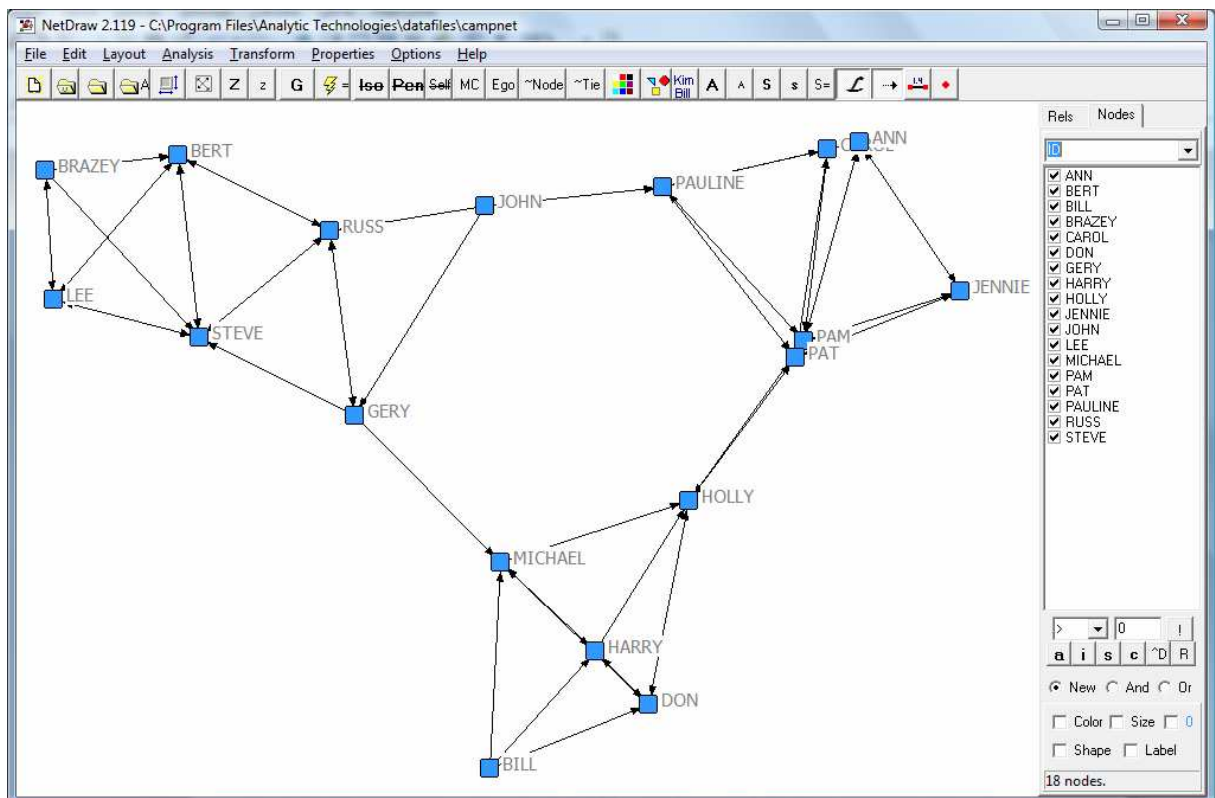 NetDraw 2.119 - C:\Program Files\Analytic Technologies\datafiles\campnet
File Edit Layout Analysis Transform Properties Options Help
A Z z G = Iso Pen Self MC Ego ~Node ~Tie Kim Bill A A S s S= L 1.4
Rels Nodes
ID
ANN
BERT
BILL
BRAZEY
CAROL
DON
GERY
HARRY
HOLLY
JENNIE
JOHN
LEE
MICHAEL
PAM
PAT
PAULINE
RUSS
STEVE
> 0 !
a i s c ^D R
New And Or
Color Size 0
Shape Label
18 nodes.
ANN
BERT
CAROL
BRAZEY
PAULINE
JOHN
RUSS
JENNIE
LEE
STEVE
PAM
PAT
GERY
HOLLY
MICHAEL
HARRY
DON
BILL